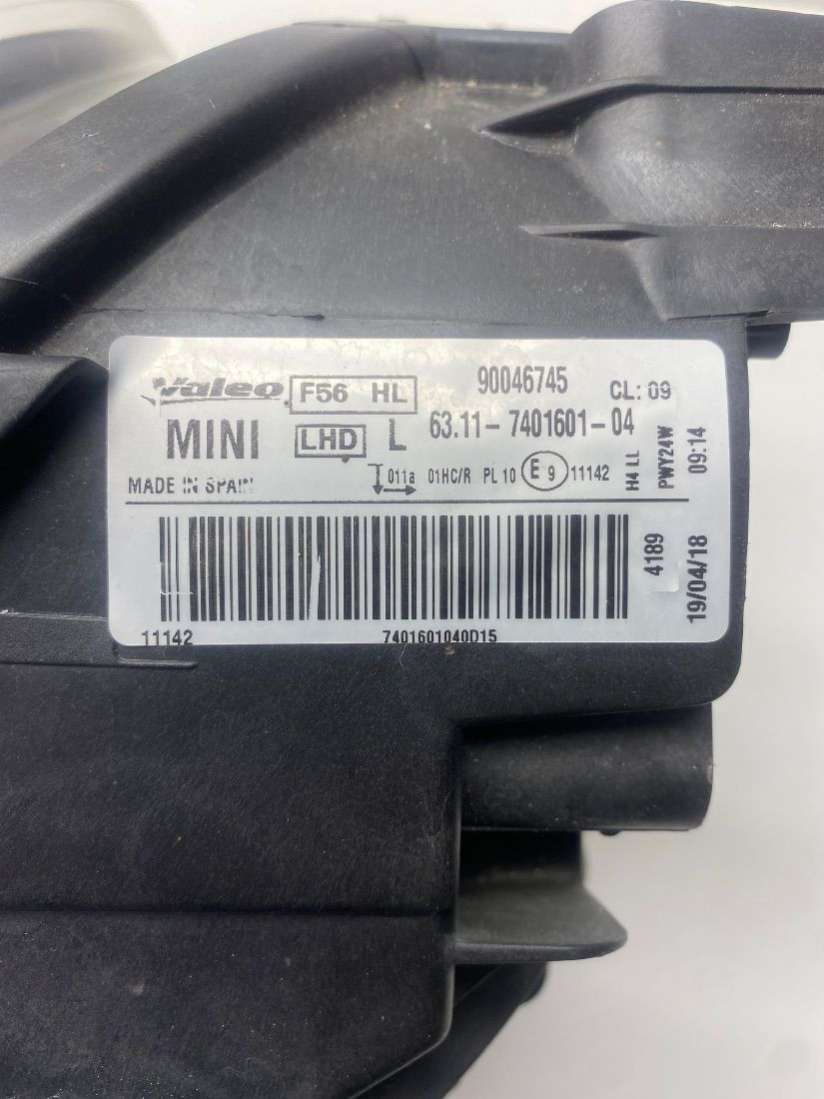 Valeo F56 HL 90046745 CL: 09
MINI LHD L 63.11-7401601-04
MADE IN SPAIN 011a 01HC/R PL 10 E 9 11142
H4 LL
PWY24W
09:14
4189
19/04/18
11142 7401601040D15